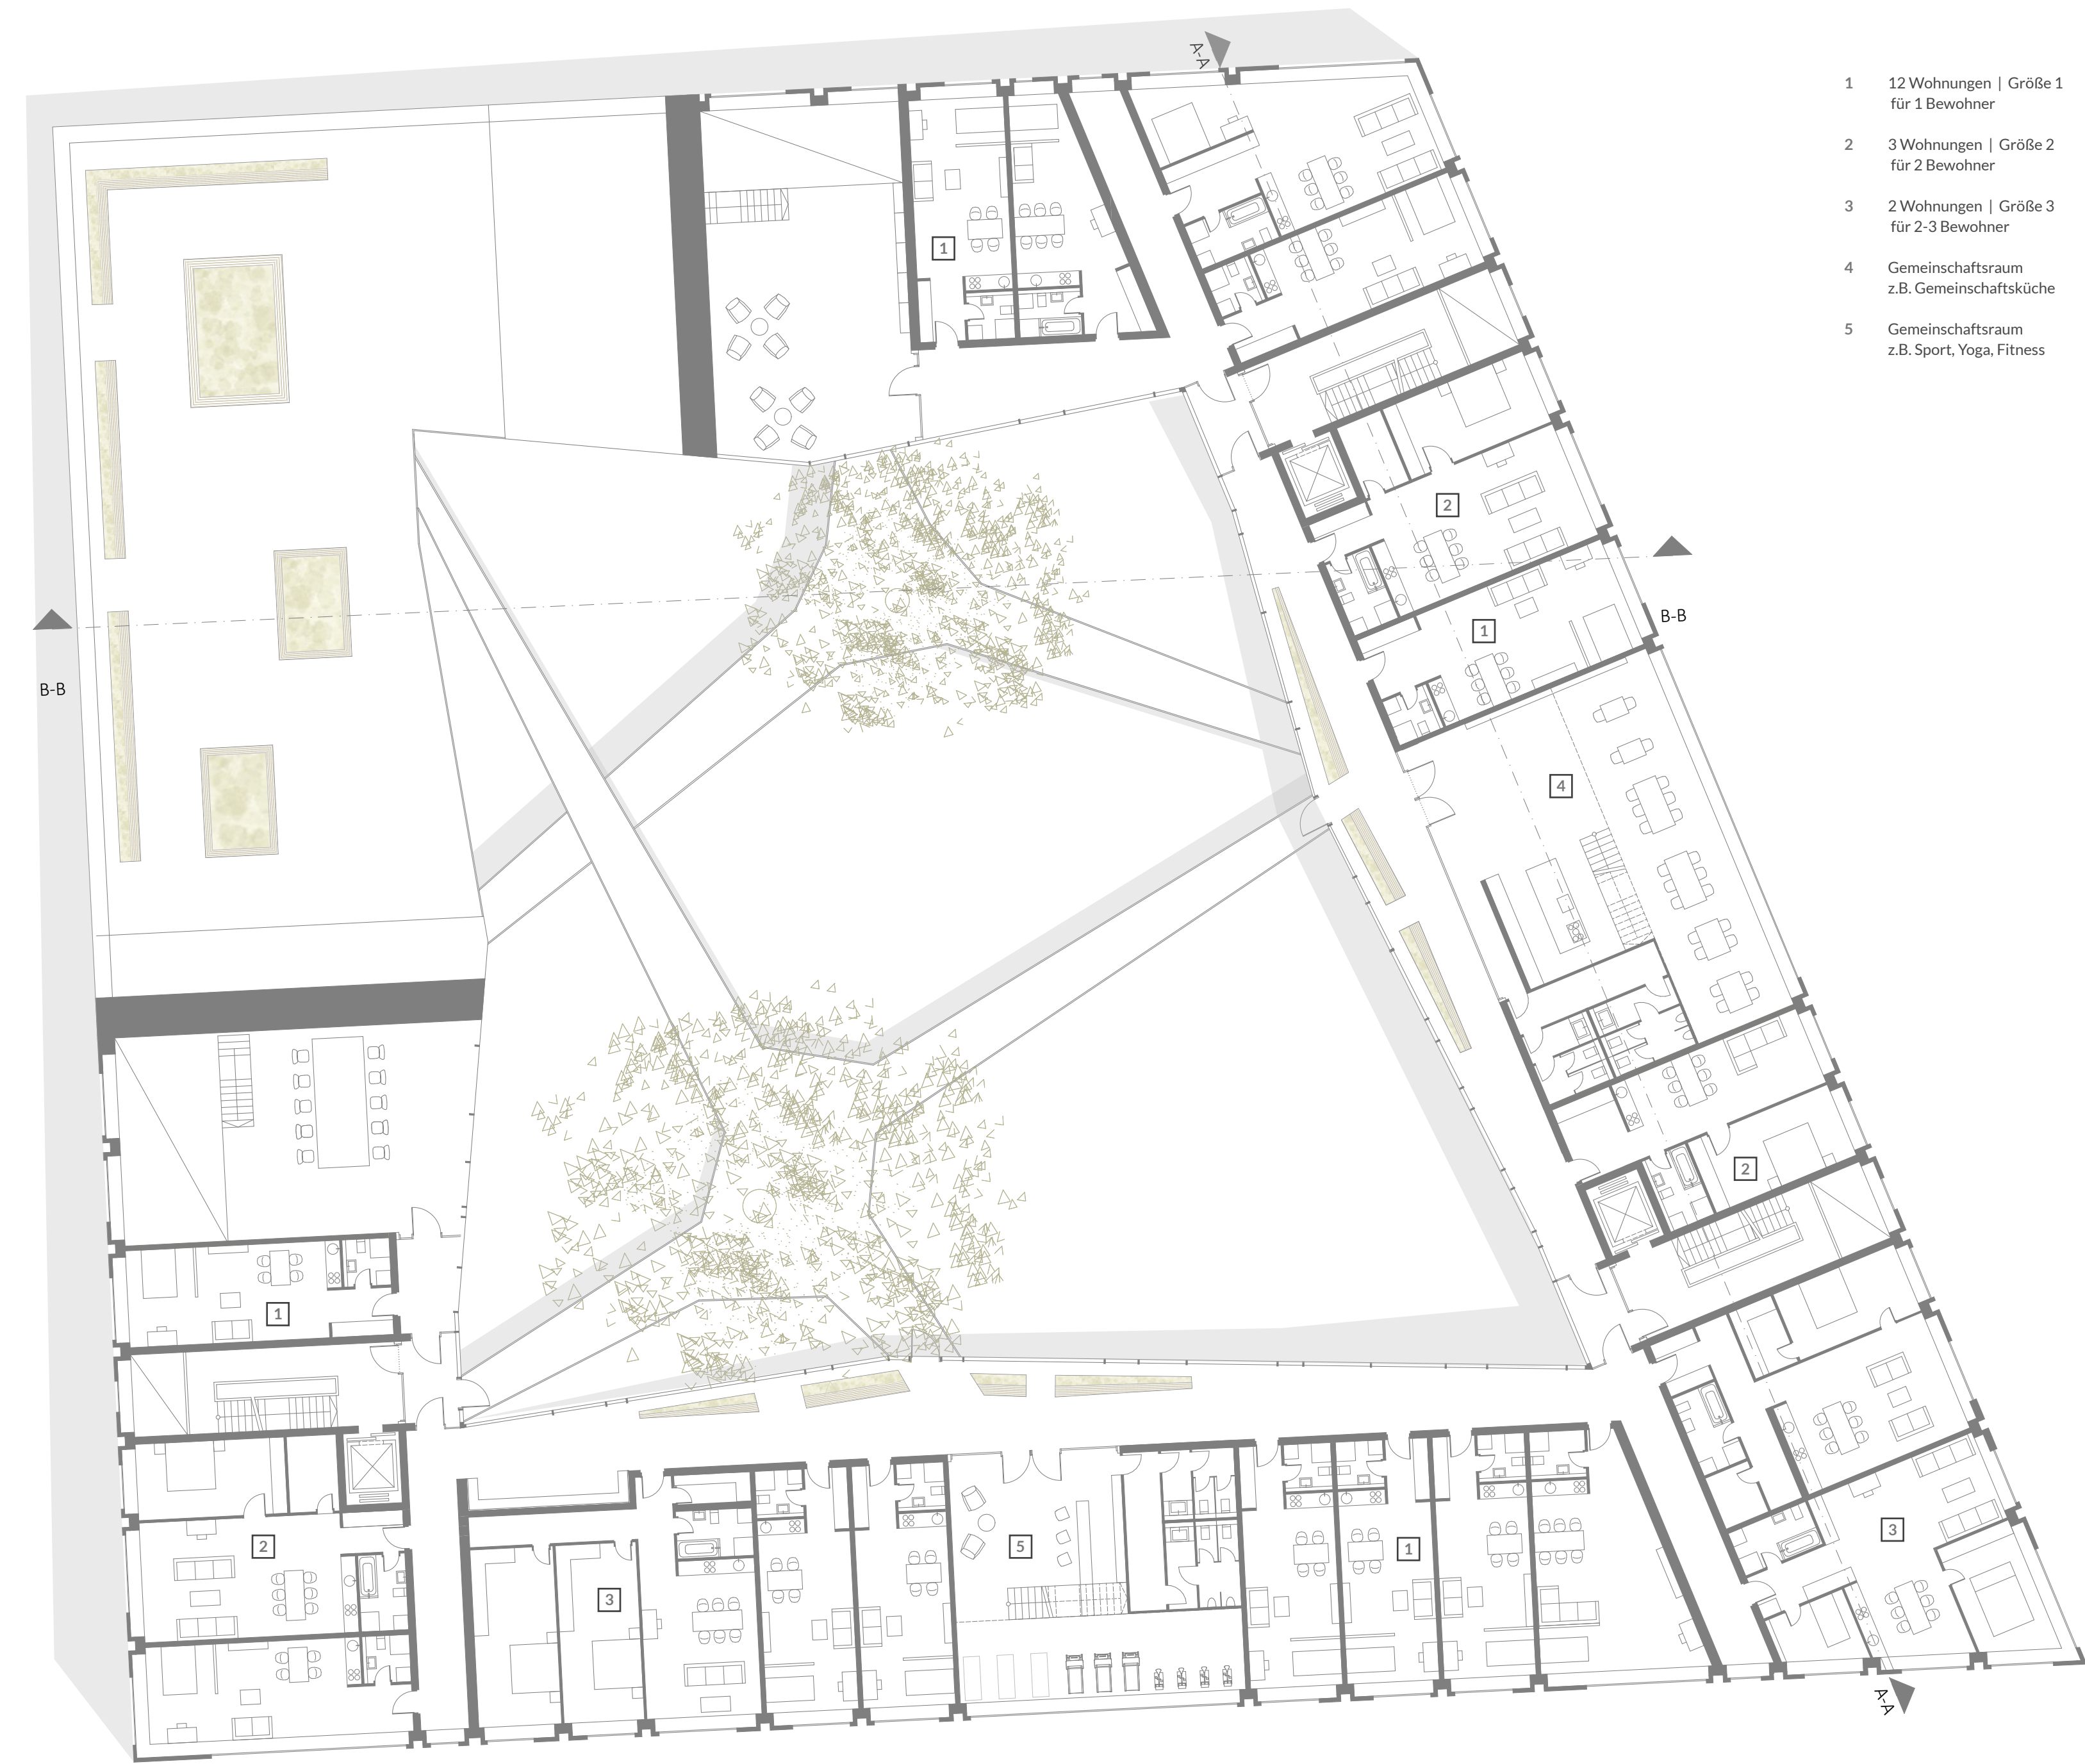 A-A
1 12 Wohnungen | Größe 1
für 1 Bewohner
2 3 Wohnungen | Größe 2
für 2 Bewohner
3 2 Wohnungen | Größe 3
für 2-3 Bewohner
4 Gemeinschaftsraum
z.B. Gemeinschaftsküche
5 Gemeinschaftsraum
z.B. Sport, Yoga, Fitness
1
2
B-B
1
B-B
4
2
1
3
2
5
1
3
A-A